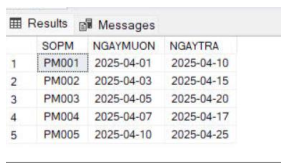 Results Messages
SOPM NGAYMUON NGAYTRA
1 PM001 2025-04-01 2025-04-10
2 PM002 2025-04-03 2025-04-15
3 PM003 2025-04-05 2025-04-20
4 PM004 2025-04-07 2025-04-17
5 PM005 2025-04-10 2025-04-25